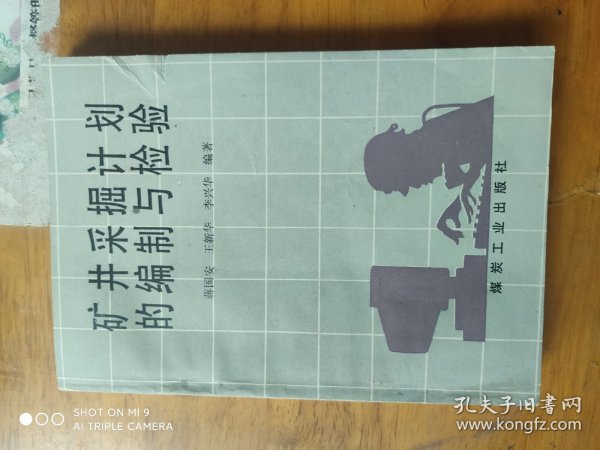 矿井采掘计划
的编制与检验
蒋国安 王新华 李兴华 编著
煤炭工业出版社
SHOT ON MI 9
AI TRIPLE CAMERA
孔夫子旧书网
www.kongfz.com